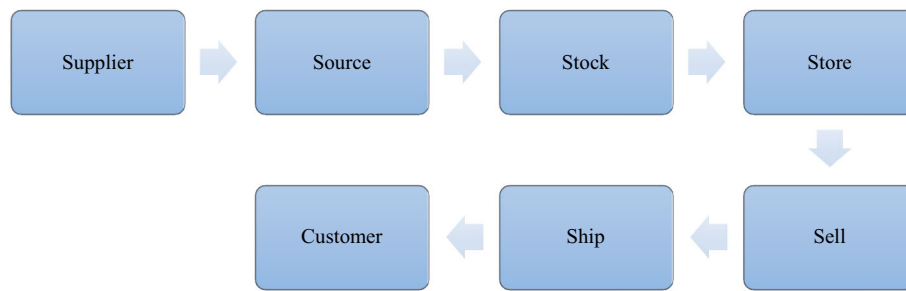 Supplier
Source
Stock
Store
Sell
Ship
Customer